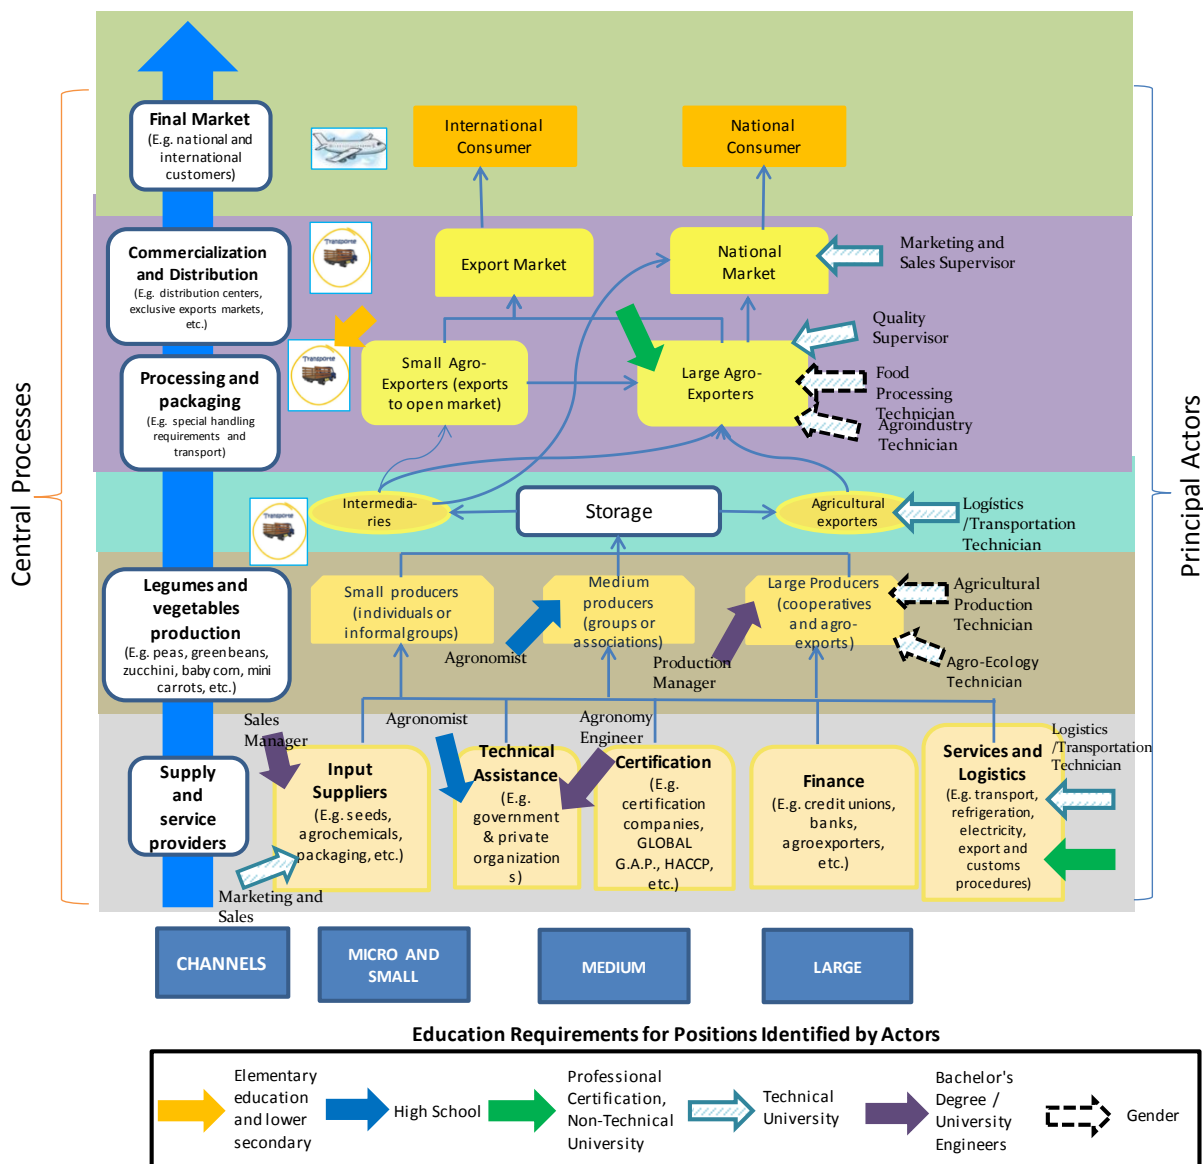 Central Processes
Principal Actors
Final Market
(E.g. national and
international
customers)
International
Consumer
National
Consumer
Commercialization
and Distribution
(E.g. distribution centers,
exclusive exports markets,
etc.)
Transporte
Export Market
National
Market
Marketing and
Sales Supervisor
Processing and
packaging
(E.g. special handling
requirements and
transport)
Transporte
Small Agro-
Exporters (exports
to open market)
Large Agro-
Exporters
Quality
Supervisor
Food
Processing
Technician
Agroindustry
Technician
Transporte
Intermedia-
ries
Storage
Agricultural
exporters
Logístics
/Transportation
Technician
Legumes and
vegetables
production
(E.g. peas, green beans,
zucchini, baby corn, mini
carrots, etc.)
Small producers
(individuals or
informal groups)
Medium
producers
(groups or
associations)
Large Producers
(cooperatives
and agro-
exports)
Agronomist
Production
Manager
Agricultural
Production
Technician
Agro-Ecology
Technician
Supply
and
service
providers
Sales
Manager
Input
Suppliers
(E.g. seeds,
agrochemicals,
packaging, etc.)
Marketing and
Sales
Agronomist
Technical
Assistance
(E.g.
government
& private
organization
s)
Agronomy
Engineer
Certification
(E.g.
certification
companies,
GLOBAL
G.A.P., HACCP,
etc.)
Finance
(E.g. credit unions,
banks,
agroexporters,
etc.)
Services and
Logistics
(E.g. transport,
refrigeration,
electricity,
export and
customs
procedures)
Logístics
/Transportation
Technician
CHANNELS
MICRO AND
SMALL
MEDIUM
LARGE
Education Requirements for Positions Identified by Actors
Elementary
education
and lower
secondary
High School
Professional
Certification,
Non-Technical
University
Technical
University
Bachelor's
Degree /
University
Engineers
Gender